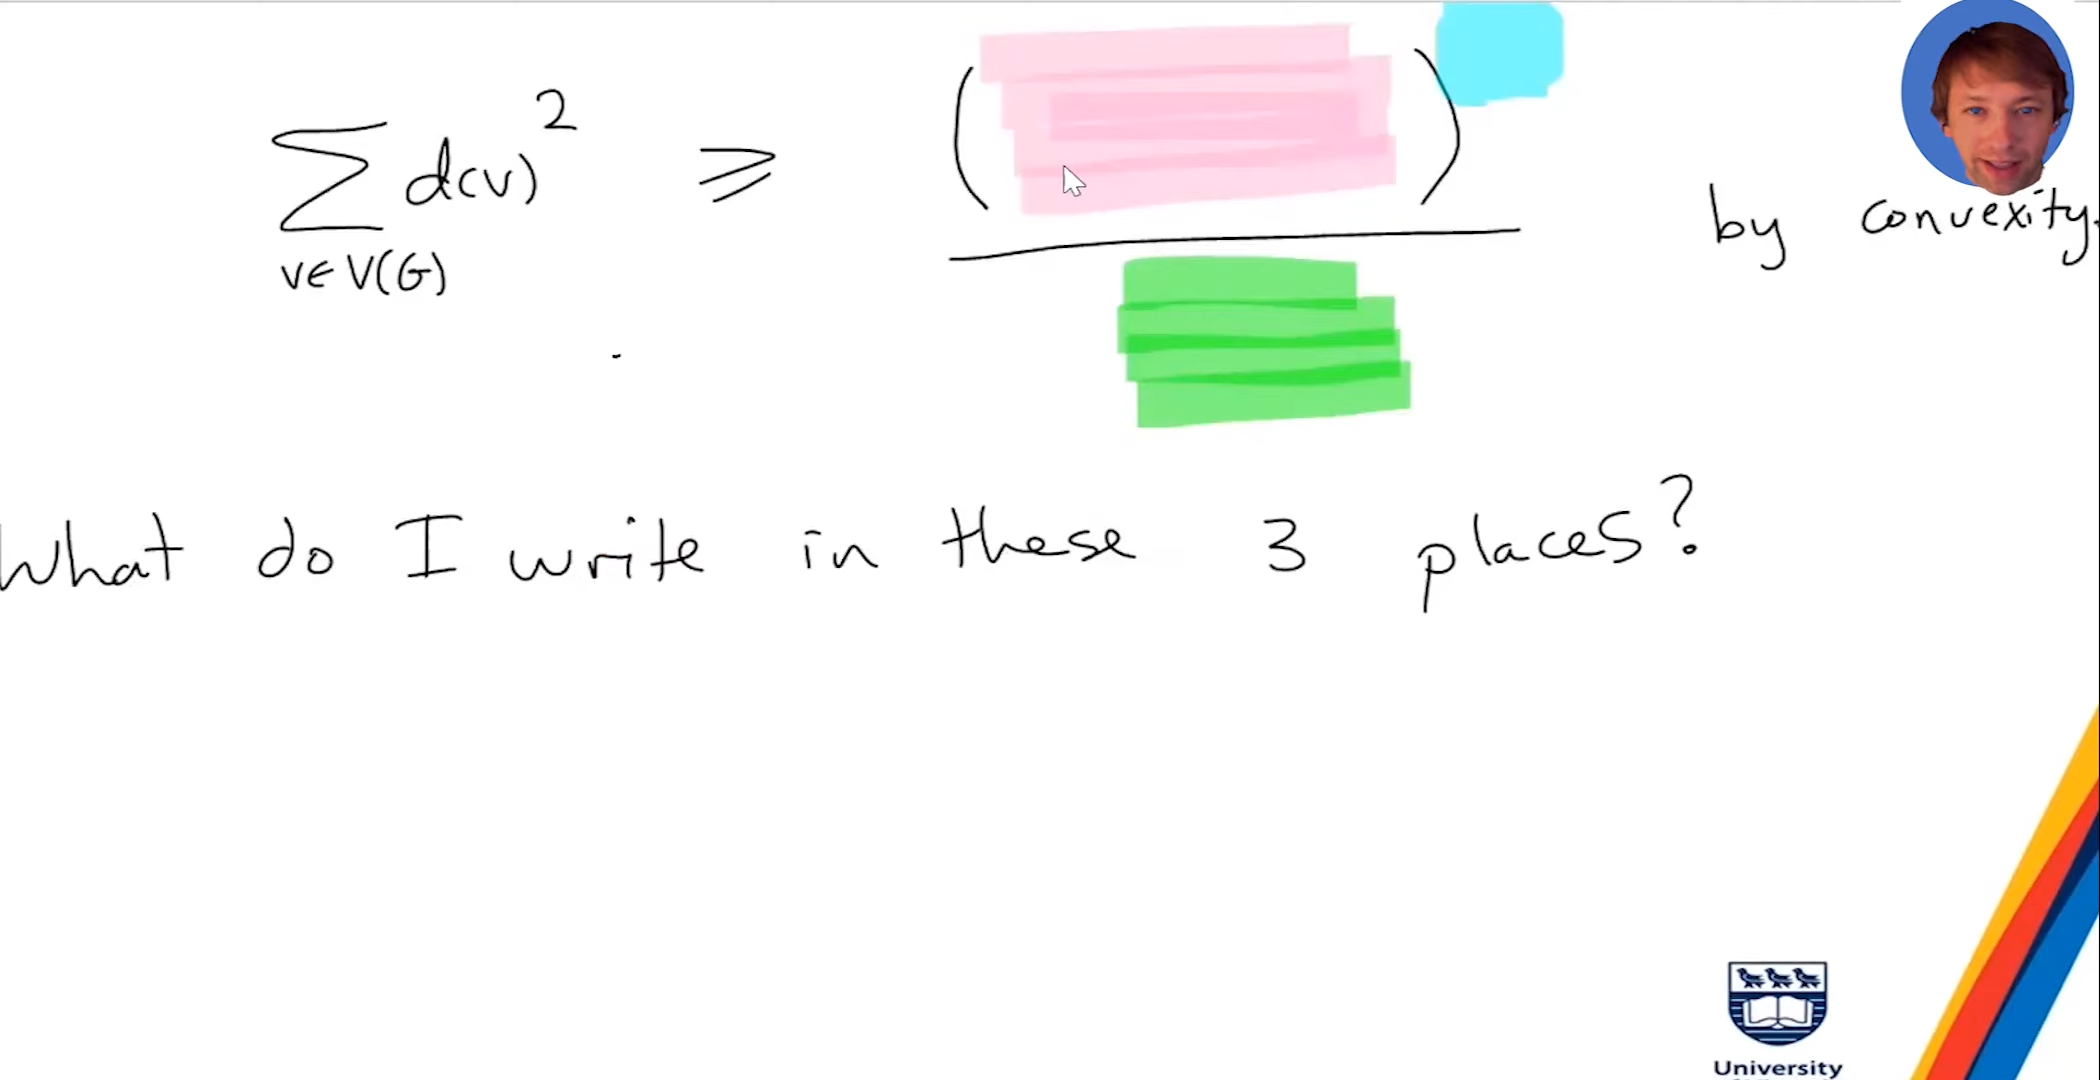 ∑ d(v)² ≥ ( ) by convexity.
v∈V(G)
What do I write in these 3 places?
University